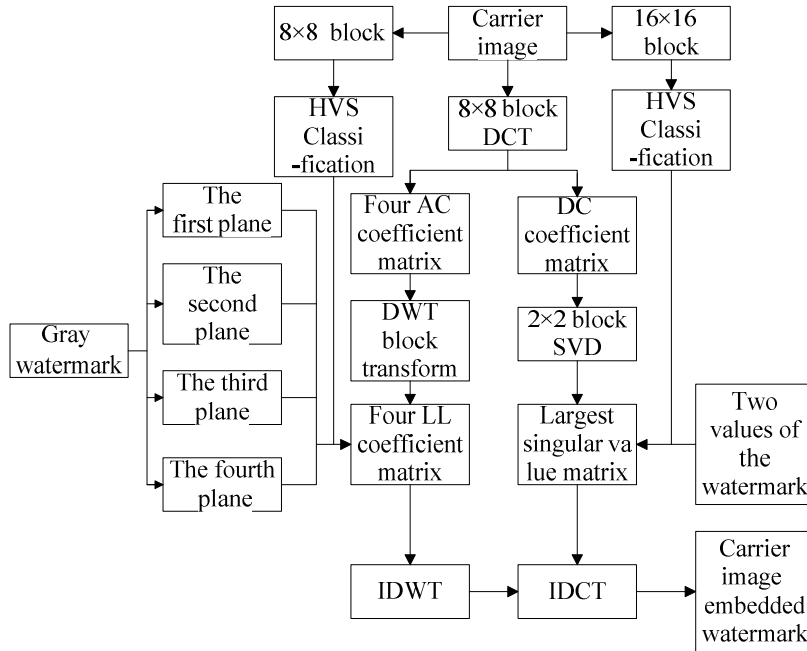 8×8 block
Carrier
image
16×16
block
HVS
Classi
-fication
8×8 block
DCT
HVS
Classi
-fication
The
first plane
Four AC
coefficient
matrix
DC
coefficient
matrix
The
second
plane
DWT
block
transform
2×2 block
SVD
Gray
watermark
The third
plane
Four LL
coefficient
matrix
Largest
singular va
lue matrix
Two
values of
the
watermark
The fourth
plane
IDWT
IDCT
Carrier
image
embedded
watermark